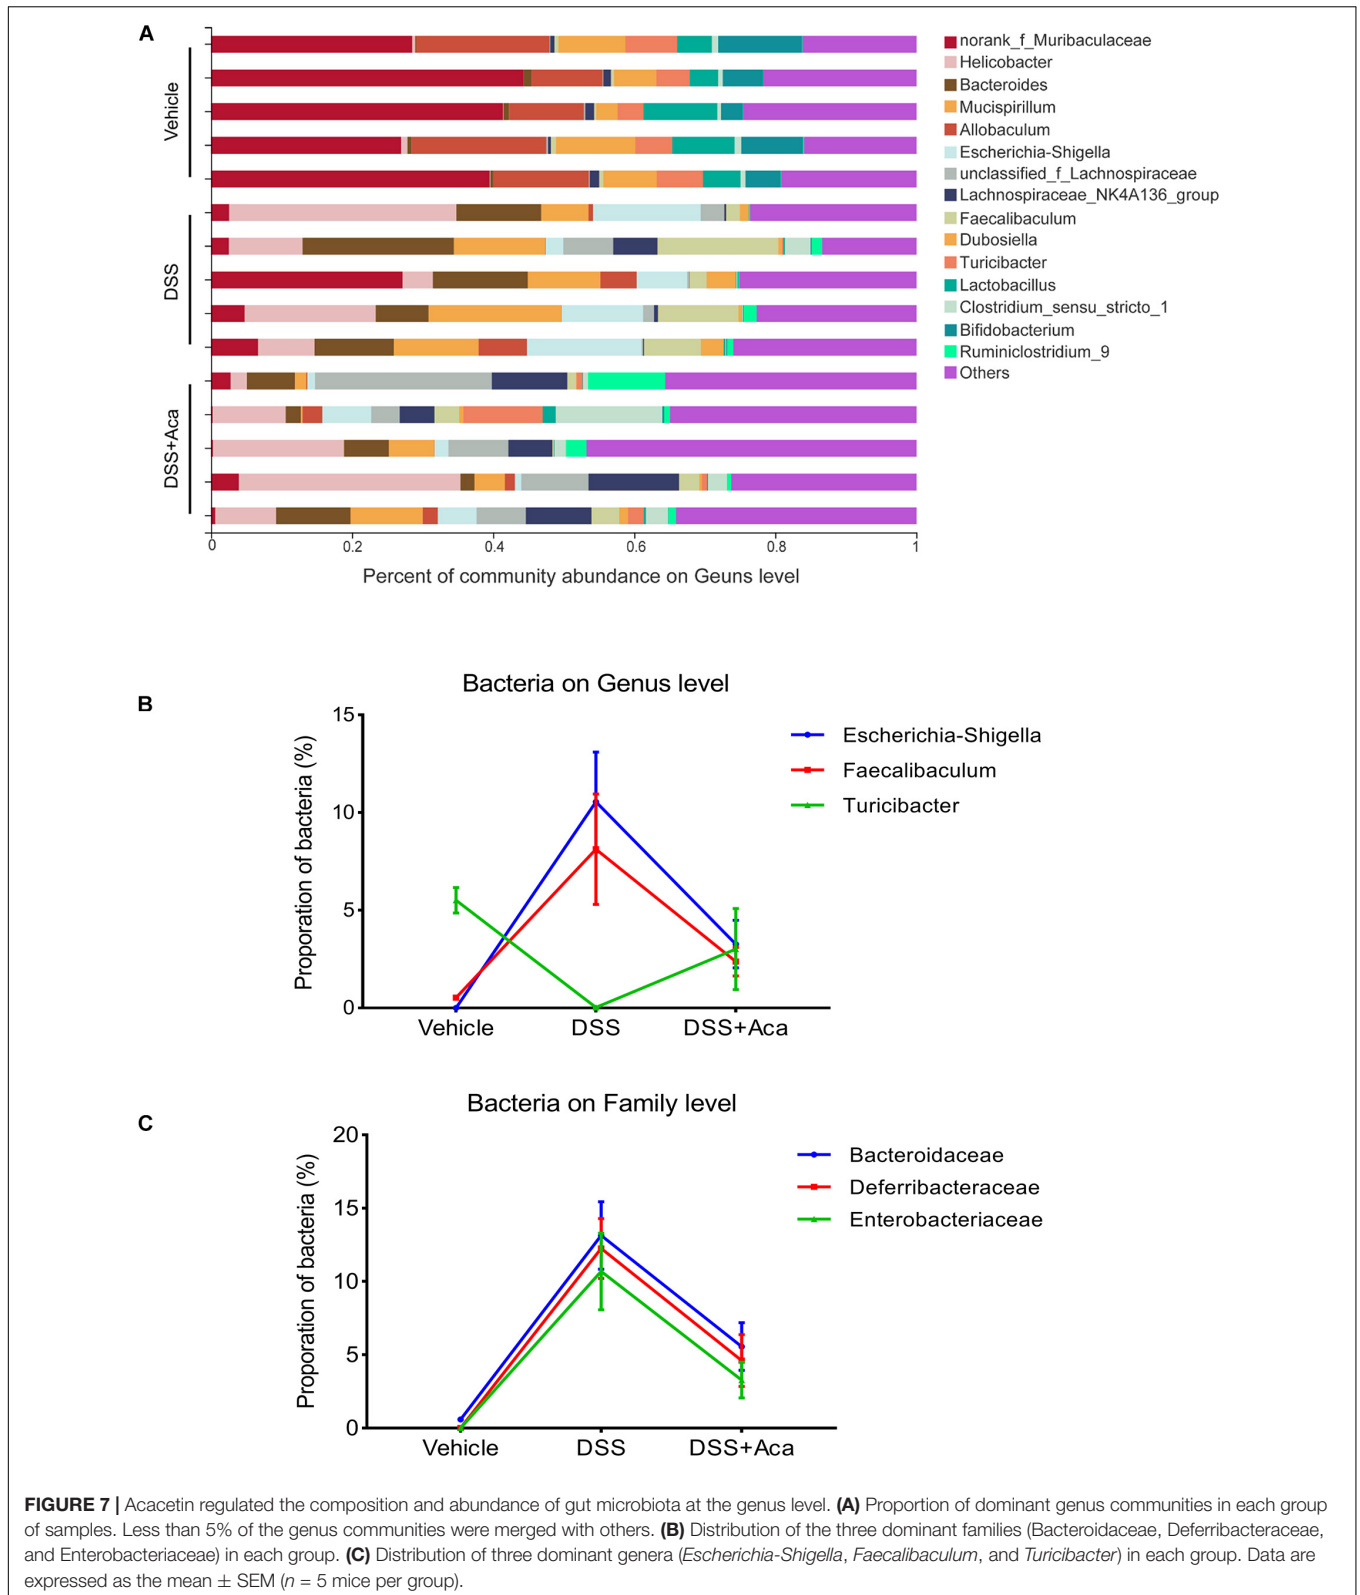 A
Vehicle
DSS
DSS+Aca
norank_f_Muribaculaceae
Helicobacter
Bacteroides
Mucispirillum
Allobaculum
Escherichia-Shigella
unclassified_f_Lachnospiraceae
Lachnospiraceae_NK4A136_group
Faecalibaculum
Dubosiella
Turicibacter
Lactobacillus
Clostridium_sensu_stricto_1
Bifidobacterium
Ruminiclostridium_9
Others
0 0.2 0.4 0.6 0.8 1
Percent of community abundance on Geuns level
B
Bacteria on Genus level
Proporation of bacteria (%)
15
10
5
0
Vehicle DSS DSS+Aca
Escherichia-Shigella
Faecalibaculum
Turicibacter
C
Bacteria on Family level
Proporation of bacteria (%)
20
15
10
5
0
Vehicle DSS DSS+Aca
Bacteroidaceae
Deferribacteraceae
Enterobacteriaceae
FIGURE 7 | Acacetin regulated the composition and abundance of gut microbiota at the genus level. (A) Proportion of dominant genus communities in each group
of samples. Less than 5% of the genus communities were merged with others. (B) Distribution of the three dominant families (Bacteroidaceae, Deferribacteraceae,
and Enterobacteriaceae) in each group. (C) Distribution of three dominant genera (Escherichia-Shigella, Faecalibaculum, and Turicibacter) in each group. Data are
expressed as the mean ± SEM (n = 5 mice per group).